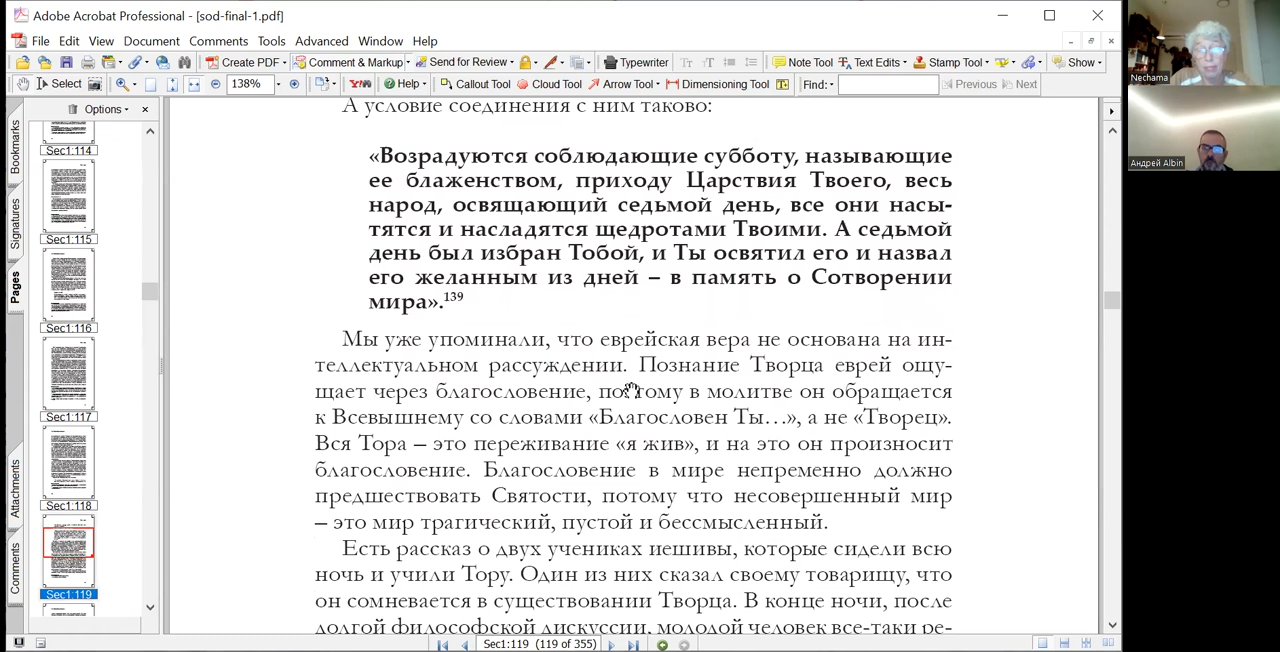 Adobe Acrobat Professional - [sod-final-1.pdf]
File Edit View Document Comments Tools Advanced Window Help
Create PDF Comment & Markup Send for Review Typewriter Note Tool Text Edits Stamp Tool Show
Select 138% Y! Help Callout Tool Cloud Tool Arrow Tool Dimensioning Tool Find: Previous Next
Options
Bookmarks
Signatures
Pages
Attachments
Comments
Sec1:114
Sec1:115
Sec1:116
Sec1:117
Sec1:118
Sec1:119
А условие соединения с ним таково:
«Возрадуются соблюдающие субботу, называющие
ее блаженством, приходу Царствия Твоего, весь
народ, освящающий седьмой день, все они насы-
тятся и насладятся щедротами Твоими. А седьмой
день был избран Тобой, и Ты освятил его и назвал
его желанным из дней – в память о Сотворении
мира».139
Мы уже упоминали, что еврейская вера не основана на ин-
теллектуальном рассуждении. Познание Творца еврей ощу-
щает через благословение, поэтому в молитве он обращается
к Всевышнему со словами «Благословен Ты...», а не «Творец».
Вся Тора – это переживание «я жив», и на это он произносит
благословение. Благословение в мире непременно должно
предшествовать Святости, потому что несовершенный мир
– это мир трагический, пустой и бессмысленный.
Есть рассказ о двух учениках иешивы, которые сидели всю
ночь и учили Тору. Один из них сказал своему товарищу, что
он сомневается в существовании Творца. В конце ночи, после
долгой философской дискуссии, молодой человек все-таки ре-
Sec1:119 (119 of 355)
Nechama
Андрей Albin